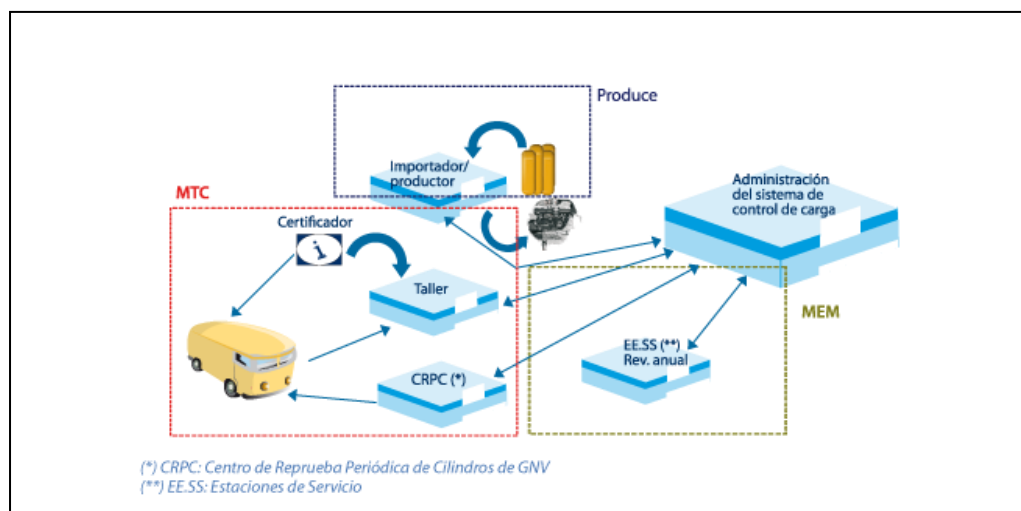 Produce
Importador/
productor
Administración
del sistema de
control de carga
MTC
Certificador
i
Taller
MEM
EE.SS (**)
Rev. anual
CRPC (*)
(*) CRPC: Centro de Reprueba Periódica de Cilindros de GNV
(**) EE.SS: Estaciones de Servicio